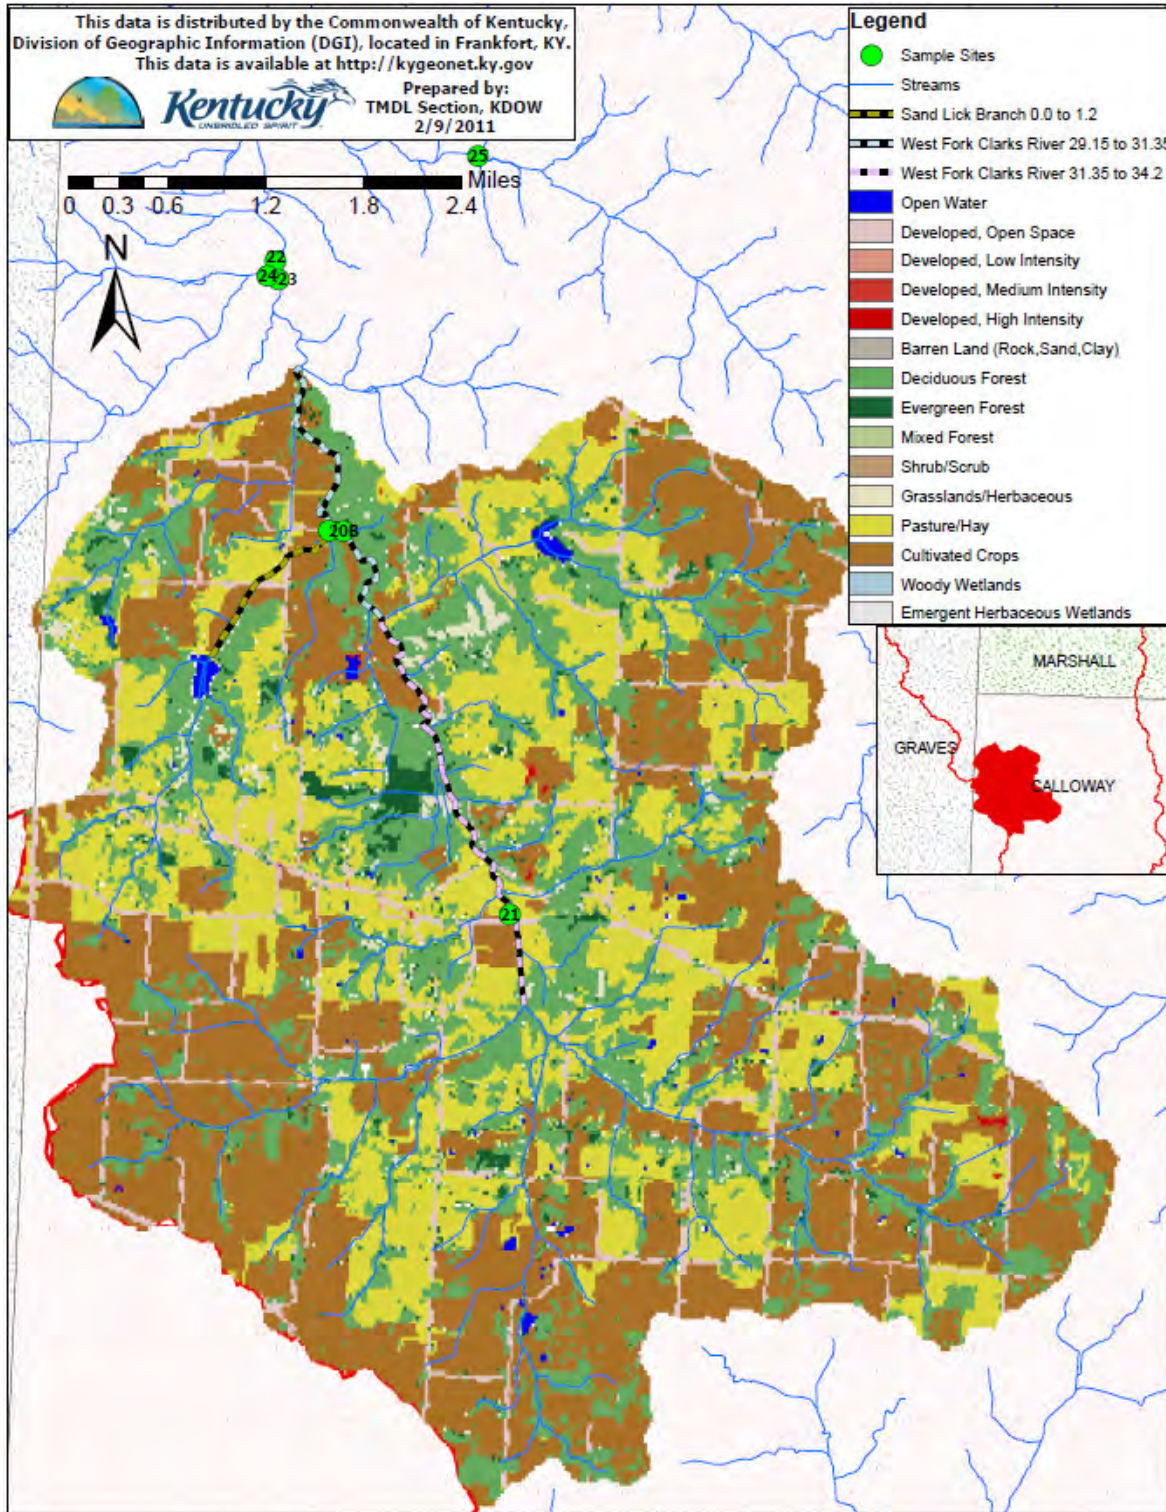 This data is distributed by the Commonwealth of Kentucky,
Division of Geographic Information (DGI), located in Frankfort, KY.
This data is available at http://kygeonet.ky.gov
Kentucky
UNBRIDLED SPIRIT
Prepared by:
TMDL Section, KDOW
2/9/2011
Miles
0 0.3 0.6 1.2 1.8 2.4
N
25
22
24
23
20B
21
Legend
Sample Sites
Streams
Sand Lick Branch 0.0 to 1.2
West Fork Clarks River 29.15 to 31.35
West Fork Clarks River 31.35 to 34.2
Open Water
Developed, Open Space
Developed, Low Intensity
Developed, Medium Intensity
Developed, High Intensity
Barren Land (Rock,Sand,Clay)
Deciduous Forest
Evergreen Forest
Mixed Forest
Shrub/Scrub
Grasslands/Herbaceous
Pasture/Hay
Cultivated Crops
Woody Wetlands
Emergent Herbaceous Wetlands
MARSHALL
GRAVES
CALLOWAY